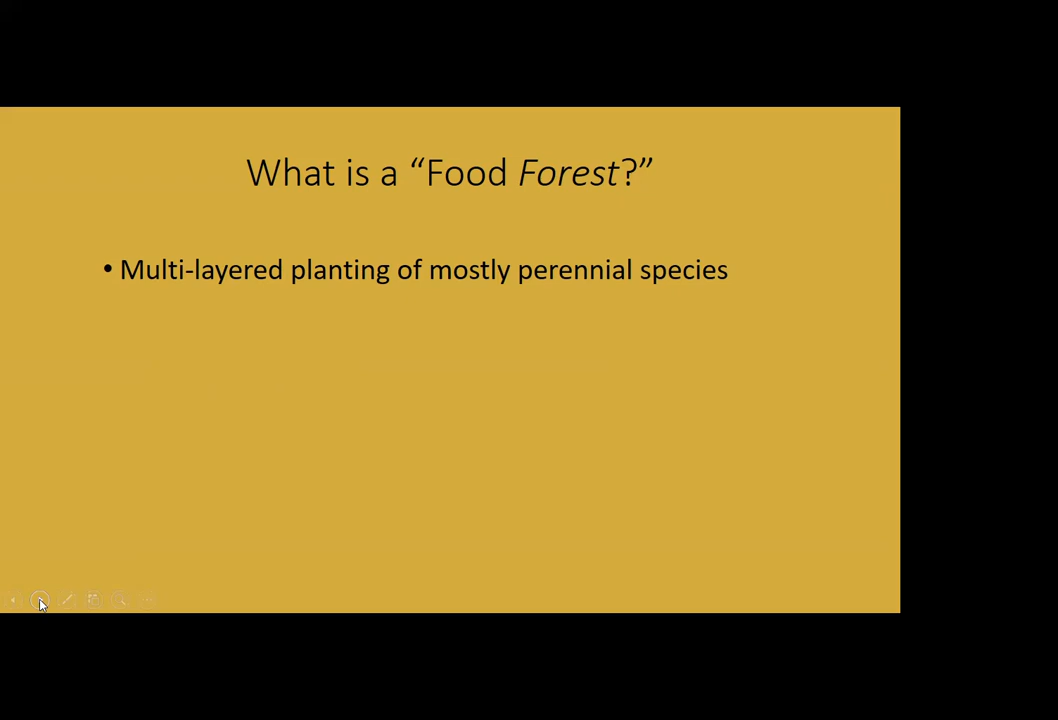 What is a “Food Forest?”
• Multi-layered planting of mostly perennial species